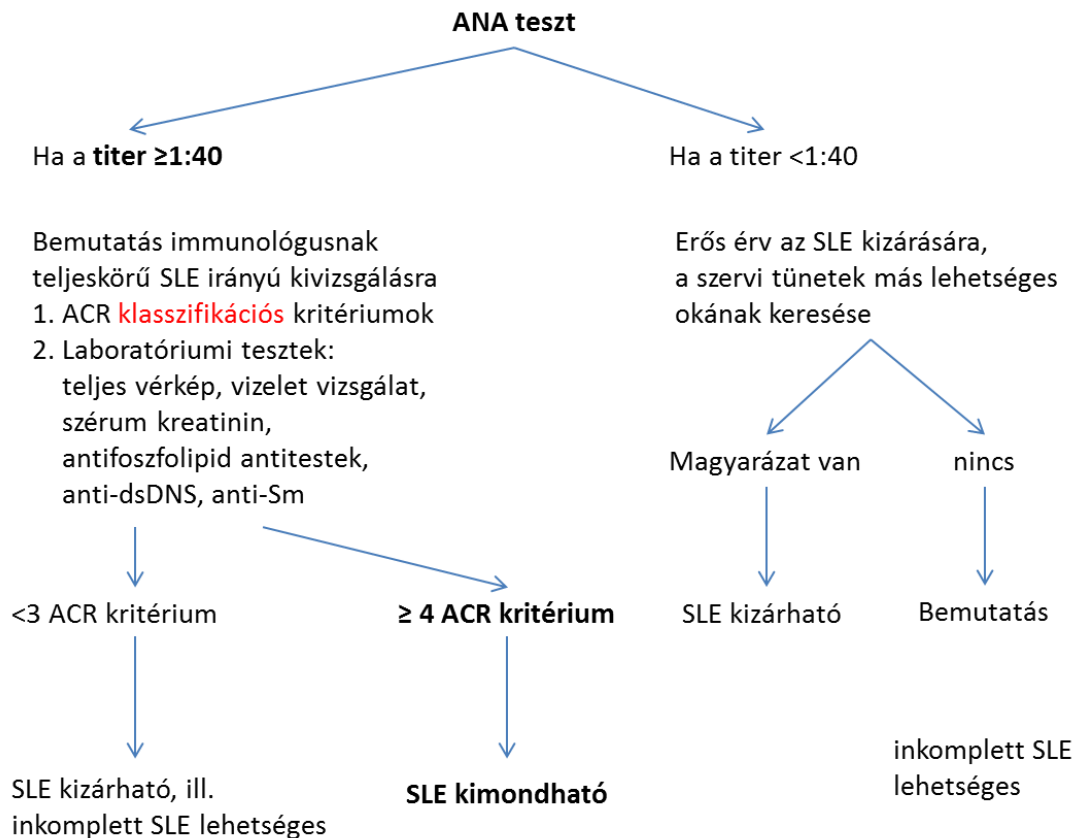 ANA teszt
Ha a titer ≥1:40
Bemutatás immunológusnak
teljeskörű SLE irányú kivizsgálásra
1. ACR klasszifikációs kritériumok
2. Laboratóriumi tesztek:
teljes vérkép, vizelet vizsgálat,
szérum kreatinin,
antifoszfolipid antitestek,
anti-dsDNS, anti-Sm
<3 ACR kritérium
≥ 4 ACR kritérium
SLE kizárható, ill.
inkomplett SLE lehetséges
SLE kimondható
Ha a titer <1:40
Erős érv az SLE kizárására,
a szervi tünetek más lehetséges
okának keresése
Magyarázat van
nincs
SLE kizárható
Bemutatás
inkomplett SLE
lehetséges